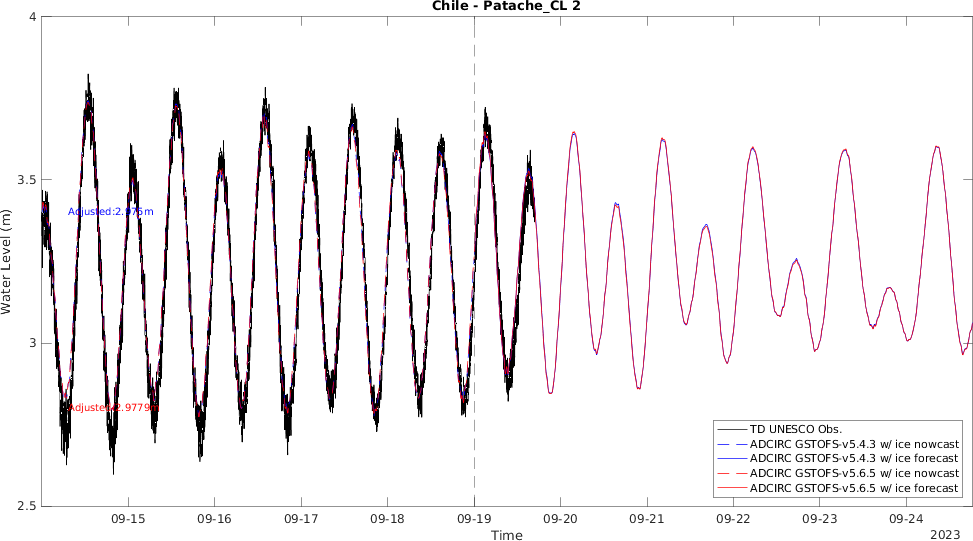 Chile - Patache_CL 2
Water Level (m)
4
3.5
3
2.5
Adjusted:2.975m
Adjusted:2.9779m
TD UNESCO Obs.
ADCIRC GSTOFS-v5.4.3 w/ ice nowcast
ADCIRC GSTOFS-v5.4.3 w/ ice forecast
ADCIRC GSTOFS-v5.6.5 w/ ice nowcast
ADCIRC GSTOFS-v5.6.5 w/ ice forecast
09-15 09-16 09-17 09-18 09-19 09-20 09-21 09-22 09-23 09-24
Time
2023